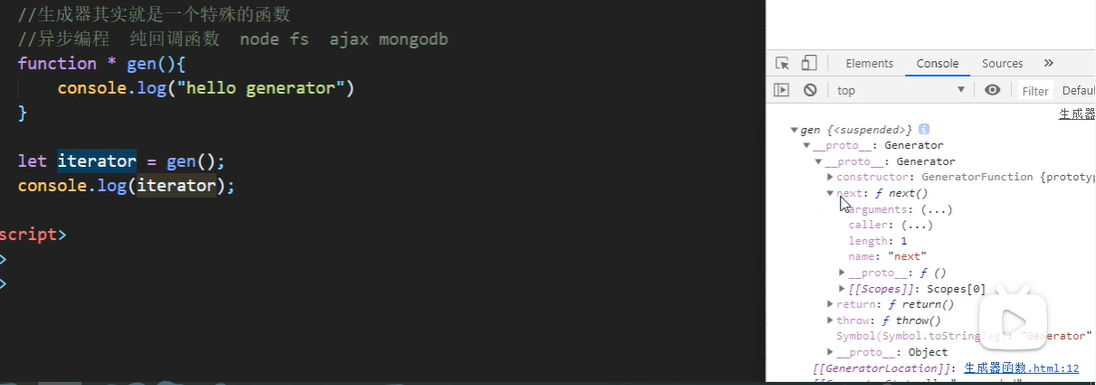 //生成器其实就是一个特殊的函数
//异步编程 纯回调函数 node fs ajax mongodb
function * gen(){
console.log("hello generator")
}
let iterator = gen();
console.log(iterator);
script>
>
>
Elements Console Sources »
top Filter Defau
生成器
gen {<suspended>} i
__proto__: Generator
__proto__: Generator
constructor: GeneratorFunction {prototyp
next: ƒ next()
arguments: (...)
caller: (...)
length: 1
name: "next"
__proto__: ƒ ()
[[Scopes]]: Scopes[0]
return: ƒ return()
throw: ƒ throw()
Symbol(Symbol.toStringTag): "Generator"
__proto__: Object
[[GeneratorLocation]]: 生成器函数.html:12